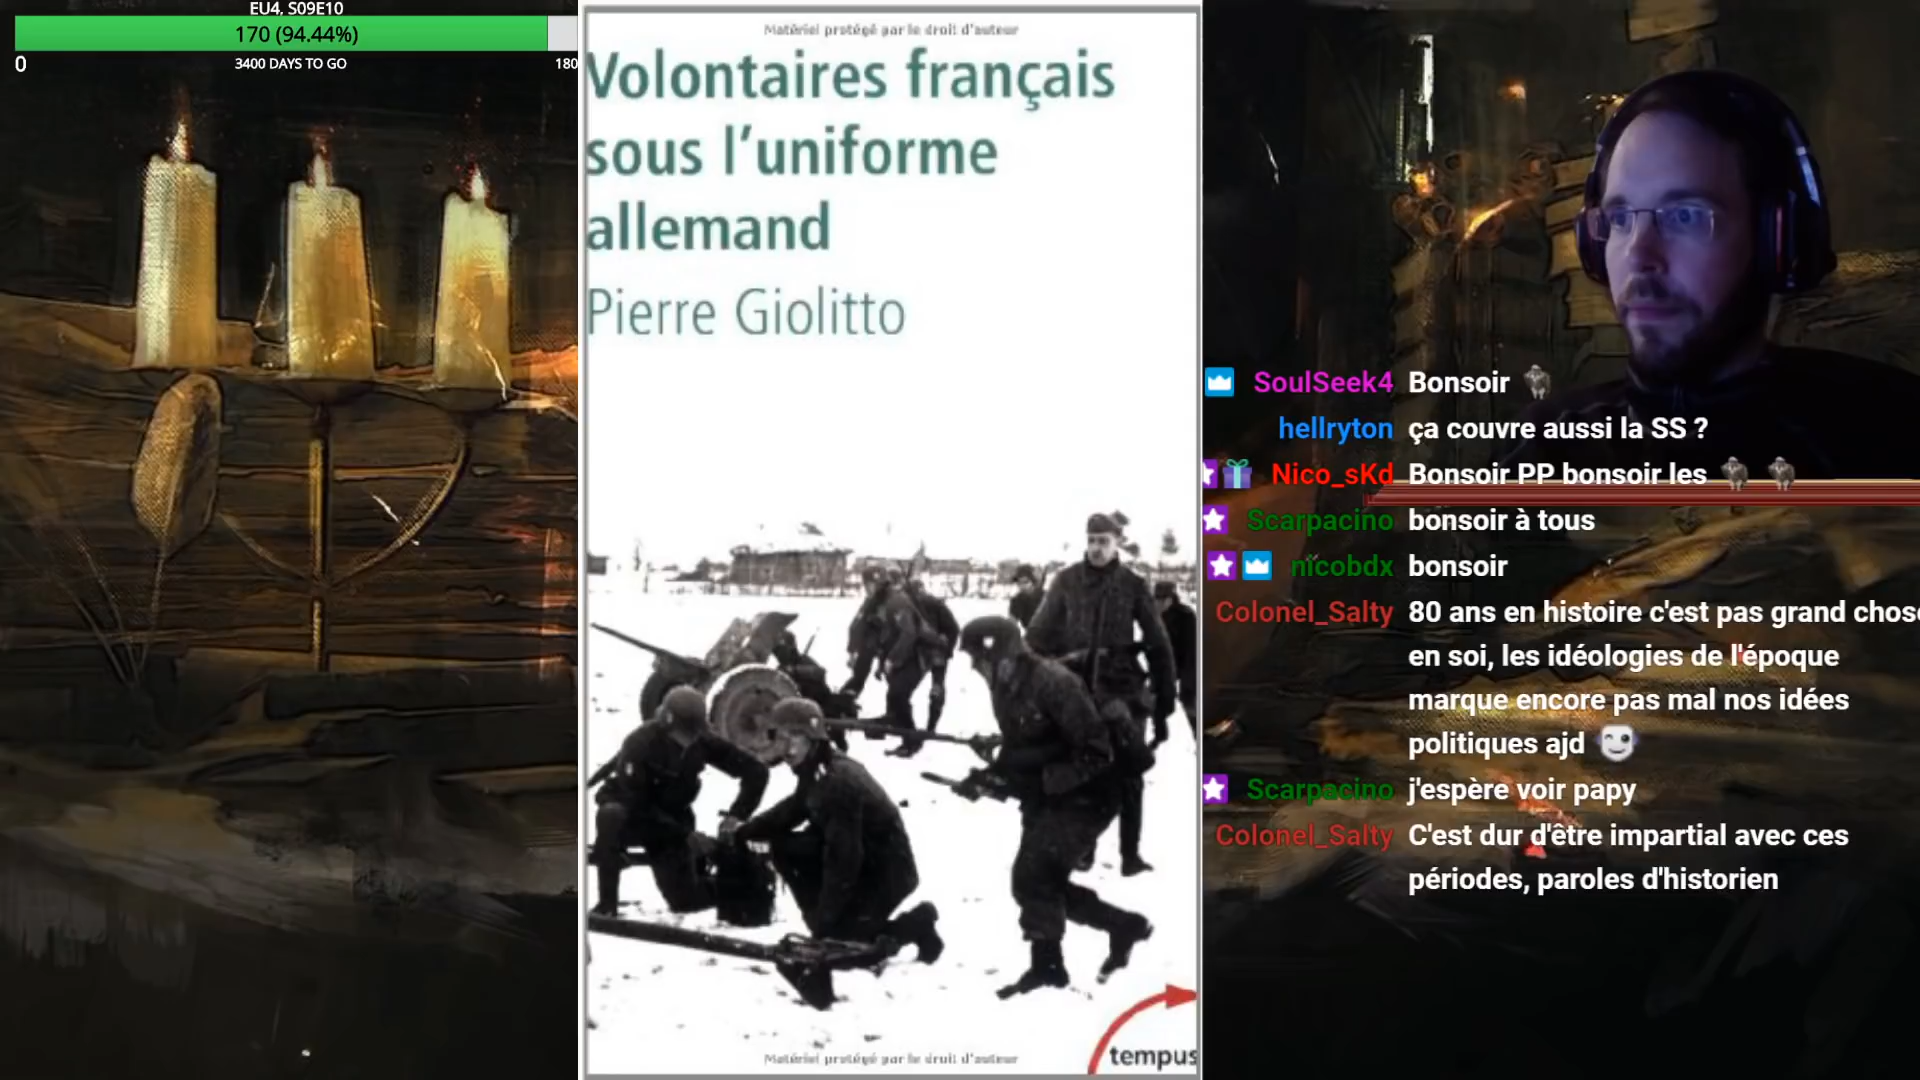 EU4, S09E10
170 (94.44%)
0
3400 DAYS TO GO
180
Matériel protégé par le droit d'auteur
Volontaires français
sous l'uniforme
allemand
Pierre Giolitto
Matériel protégé par le droit d'auteur
tempus
SoulSeek4 Bonsoir
hellryton ça couvre aussi la SS ?
Nico_sKd Bonsoir PP bonsoir les
Scarpacino bonsoir à tous
nicobdx bonsoir
Colonel_Salty 80 ans en histoire c'est pas grand chose
en soi, les idéologies de l'époque
marque encore pas mal nos idées
politiques ajd
Scarpacino j'espère voir papy
Colonel_Salty C'est dur d'être impartial avec ces
périodes, paroles d'historien